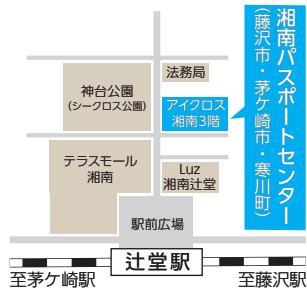 湘南パスポートセンター
(藤沢市・茅ケ崎市・寒川町)
法務局
神台公園
(シークロス公園)
アイクロス
湘南3階
テラスモール
湘南
Luz
湘南辻堂
駅前広場
辻堂駅
至茅ケ崎駅
至藤沢駅